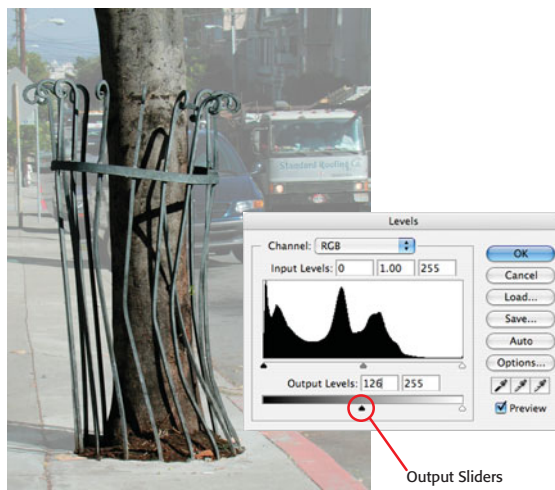 Standard Roofing Co.
Levels
Channel: RGB
Input Levels: 0 1.00 255
Output Levels: 126 255
OK
Cancel
Load...
Save...
Auto
Options...
Preview
Output Sliders